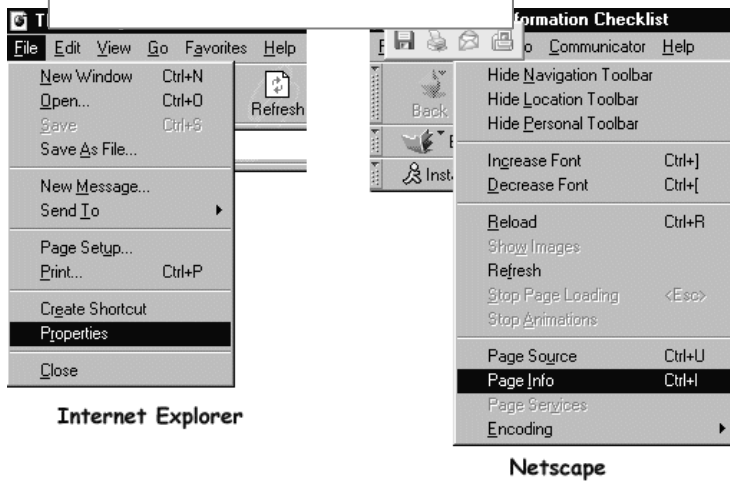 File Edit View Go Favorites Help
New Window Ctrl+N
Open... Ctrl+O
Save Ctrl+S
Save As File...
New Message...
Send To
Page Setup...
Print... Ctrl+P
Create Shortcut
Properties
Close
Refresh
Internet Explorer
formation Checklist
Communicator Help
Back
Inst
Hide Navigation Toolbar
Hide Location Toolbar
Hide Personal Toolbar
Increase Font Ctrl+]
Decrease Font Ctrl+[
Reload Ctrl+R
Show Images
Refresh
Stop Page Loading <Esc>
Stop Animations
Page Source Ctrl+U
Page Info Ctrl+I
Page Services
Encoding
Netscape